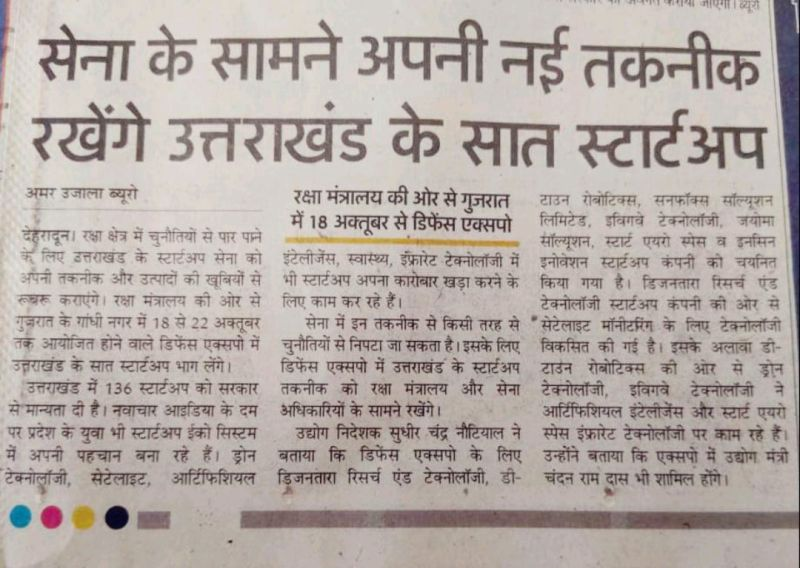 सेना के सामने अपनी नई तकनीक
रखेंगे उत्तराखंड के सात स्टार्टअप
अमर उजाला ब्यूरो
देहरादून। रक्षा क्षेत्र में चुनौतियों से पार पाने
के लिए उत्तराखंड के स्टार्टअप सेना को
अपनी तकनीक और उत्पादों की खूबियों से
रूबरू कराएंगे। रक्षा मंत्रालय की ओर से
गुजरात के गांधी नगर में 18 से 22 अक्तूबर
तक आयोजित होने वाले डिफेंस एक्सपो में
उत्तराखंड के सात स्टार्टअप भाग लेंगे।
उत्तराखंड में 136 स्टार्टअप को सरकार
से मान्यता दी है। नवाचार आइडिया के दम
पर प्रदेश के युवा भी स्टार्टअप ईको सिस्टम
में अपनी पहचान बना रहे हैं। ड्रोन
टेक्नोलॉजी, सेटेलाइट, आर्टिफिशियल
रक्षा मंत्रालय की ओर से गुजरात
में 18 अक्तूबर से डिफेंस एक्सपो
इंटेलीजेंस, स्वास्थ्य, इंफ्रारेट टेक्नोलॉजी में
भी स्टार्टअप अपना कारोबार खड़ा करने के
लिए काम कर रहे हैं।
सेना में इन तकनीक से किसी तरह से
चुनौतियों से निपटा जा सकता है। इसके लिए
डिफेंस एक्सपो में उत्तराखंड के स्टार्टअप
तकनीक को रक्षा मंत्रालय और सेना
अधिकारियों के सामने रखेंगे।
उद्योग निदेशक सुधीर चंद्र नौटियाल ने
बताया कि डिफेंस एक्सपो के लिए
डिजनतारा रिसर्च एंड टेक्नोलॉजी, डी-
टाउन रोबोटिक्स, सनफॉक्स सॉल्यूशन
लिमिटेड, इविगवे टेक्नोलॉजी, जयोमा
सॉल्यूशन, स्टार्ट एयरो स्पेस व इनसिन
इनोवेशन स्टार्टअप कंपनी को चयनित
किया गया है। डिजनतारा रिसर्च एंड
टेक्नोलॉजी स्टार्टअप कंपनी की ओर से
सेटेलाइट मॉनीटरिंग के लिए टेक्नोलॉजी
विकसित की गई है। इसके अलावा डी-
टाउन रोबोटिक्स की ओर से ड्रोन
टेक्नोलॉजी, इविगवे टेक्नोलॉजी ने
आर्टिफिशियल इंटेलीजेंस और स्टार्ट एयरो
स्पेस इंफ्रारेट टेक्नोलॉजी पर काम रहे हैं।
उन्होंने बताया कि एक्सपो में उद्योग मंत्री
चंदन राम दास भी शामिल होंगे।